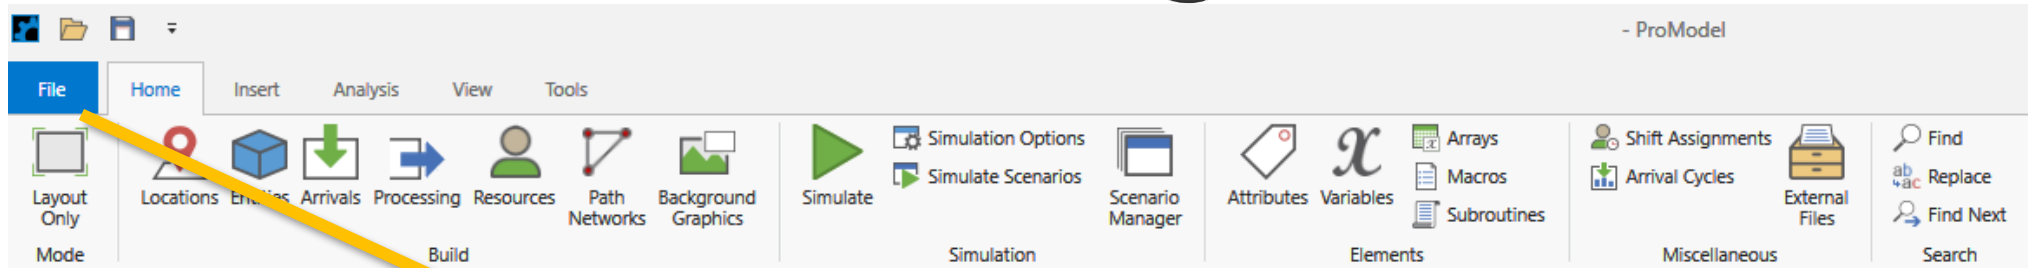 - ProModel
File Home Insert Analysis View Tools
Layout Only
Locations Entities Arrivals Processing Resources Path Networks Background Graphics
Simulate
Simulation Options
Simulate Scenarios
Scenario Manager
Attributes Variables
Arrays
Macros
Subroutines
Shift Assignments
Arrival Cycles
External Files
Find
Replace
Find Next
Mode Build Simulation Elements Miscellaneous Search